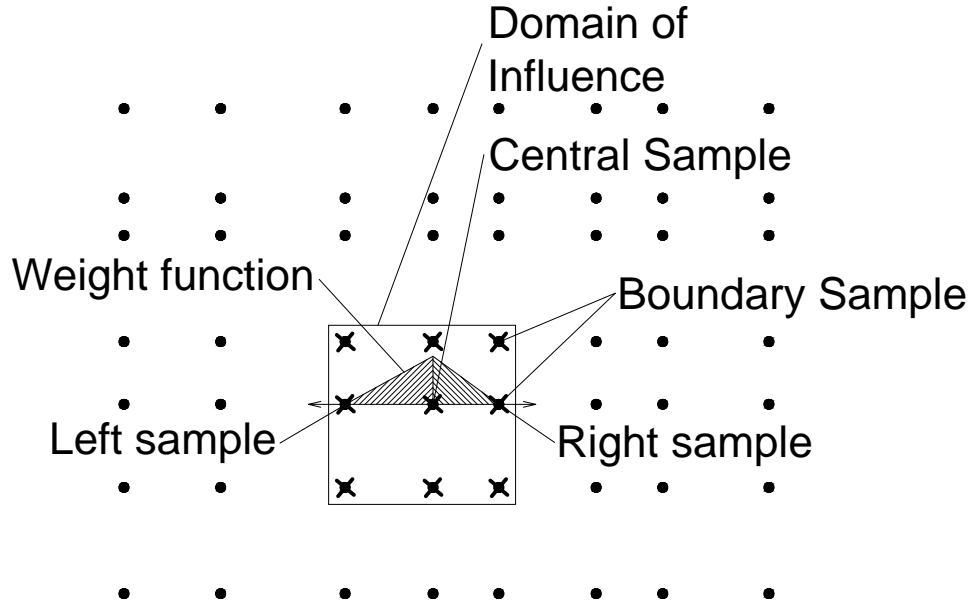 Domain of
Influence
Central Sample
Weight function
Boundary Sample
Left sample
Right sample